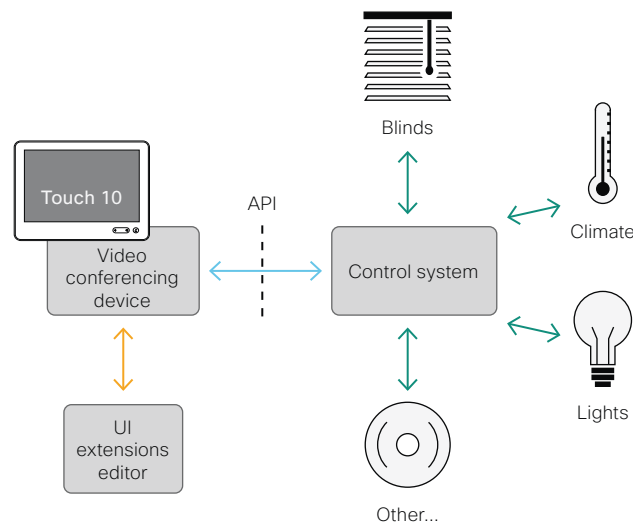 Blinds
Touch 10
API
Climate
Video
conferencing
device
Control system
Lights
UI
extensions
editor
Other...